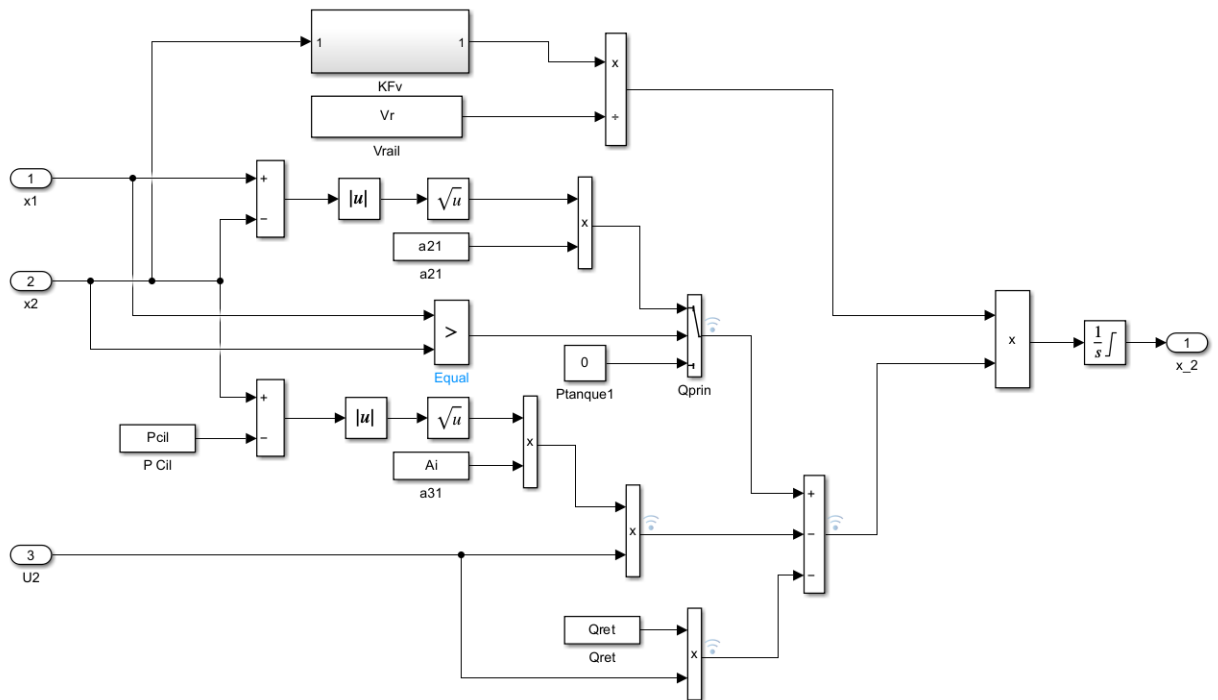 1 1
KFv
x
÷
Vr
Vrail
1
x1
+
−
|u|
√u
a21
a21
x
2
x2
>
Equal
0
Ptanque1
Qprin
x
1
s
1
x_2
+
−
Pcil
P Cil
|u|
√u
Ai
a31
x
x
+
−
−
3
U2
Qret
Qret
x